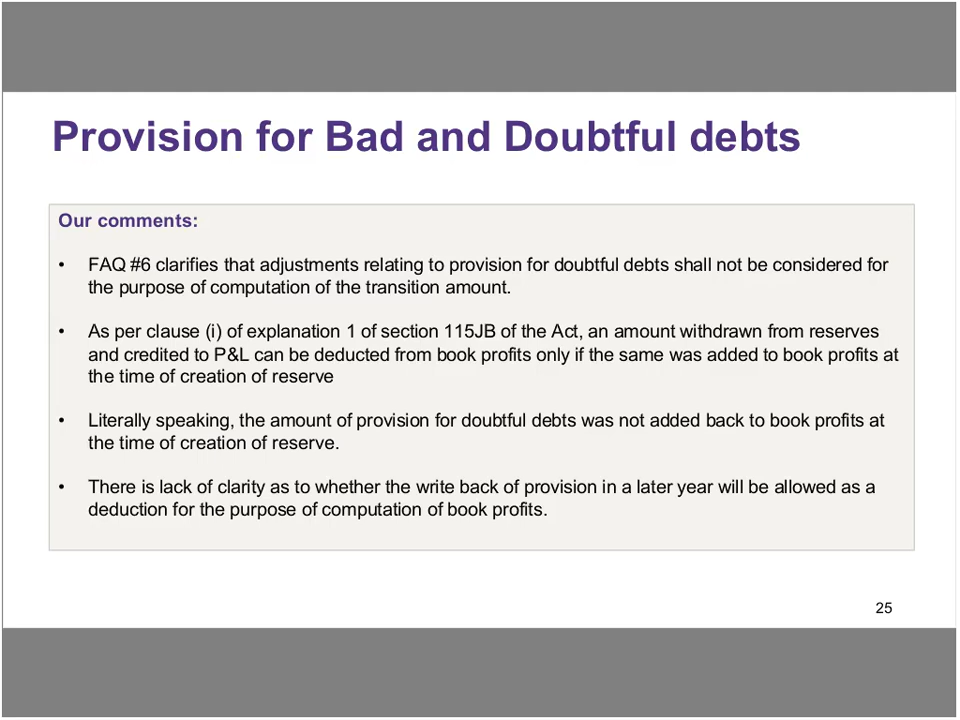 Provision for Bad and Doubtful debts
Our comments:
• FAQ #6 clarifies that adjustments relating to provision for doubtful debts shall not be considered for
the purpose of computation of the transition amount.
• As per clause (i) of explanation 1 of section 115JB of the Act, an amount withdrawn from reserves
and credited to P&L can be deducted from book profits only if the same was added to book profits at
the time of creation of reserve
• Literally speaking, the amount of provision for doubtful debts was not added back to book profits at
the time of creation of reserve.
• There is lack of clarity as to whether the write back of provision in a later year will be allowed as a
deduction for the purpose of computation of book profits.
25